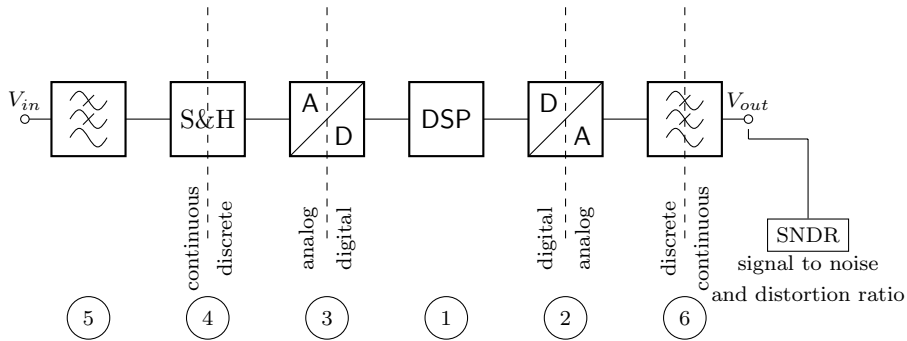 V_in
S&H
A
D
DSP
D
A
V_out
continuous
discrete
analog
digital
digital
analog
discrete
continuous
SNDR
signal to noise
and distortion ratio
5
4
3
1
2
6